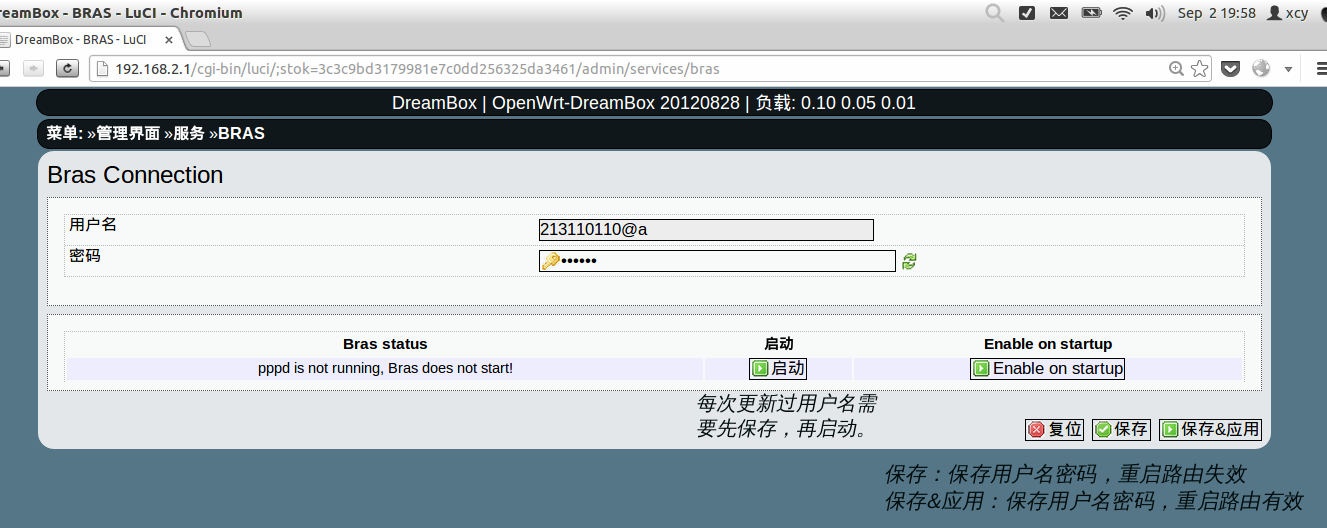 reamBox - BRAS - LuCI - Chromium
Sep 2 19:58 xcy
DreamBox - BRAS - LuCI
192.168.2.1/cgi-bin/luci/;stok=3c3c9bd3179981e7c0dd256325da3461/admin/services/bras
DreamBox | OpenWrt-DreamBox 20120828 | 负载: 0.10 0.05 0.01
菜单: »管理界面 »服务 »BRAS
Bras Connection
用户名 213110110@a
密码 ••••••
Bras status 启动 Enable on startup
pppd is not running, Bras does not start! 启动 Enable on startup
每次更新过用户名需
要先保存，再启动。
复位 保存 保存&应用
保存：保存用户名密码，重启路由失效
保存&应用：保存用户名密码，重启路由有效